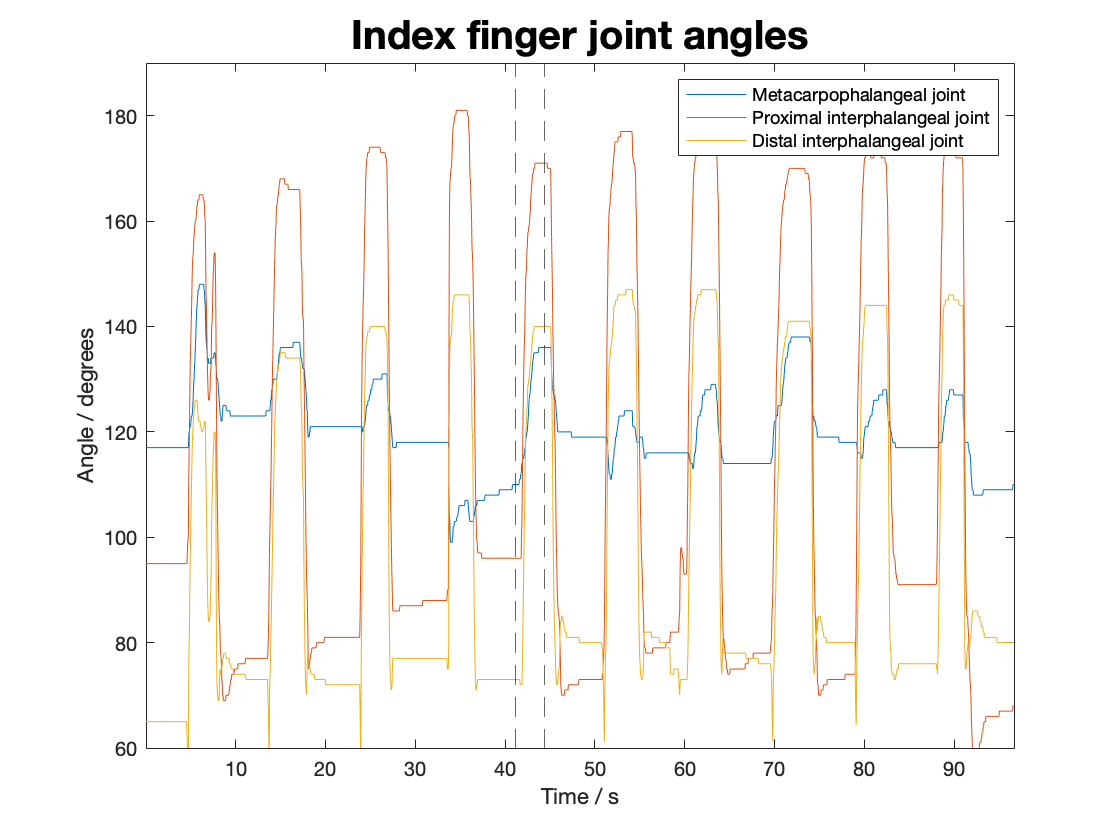 Index finger joint angles
Metacarpophalangeal joint
Proximal interphalangeal joint
Distal interphalangeal joint
180
160
140
120
100
80
60
Angle / degrees
10 20 30 40 50 60 70 80 90
Time / s